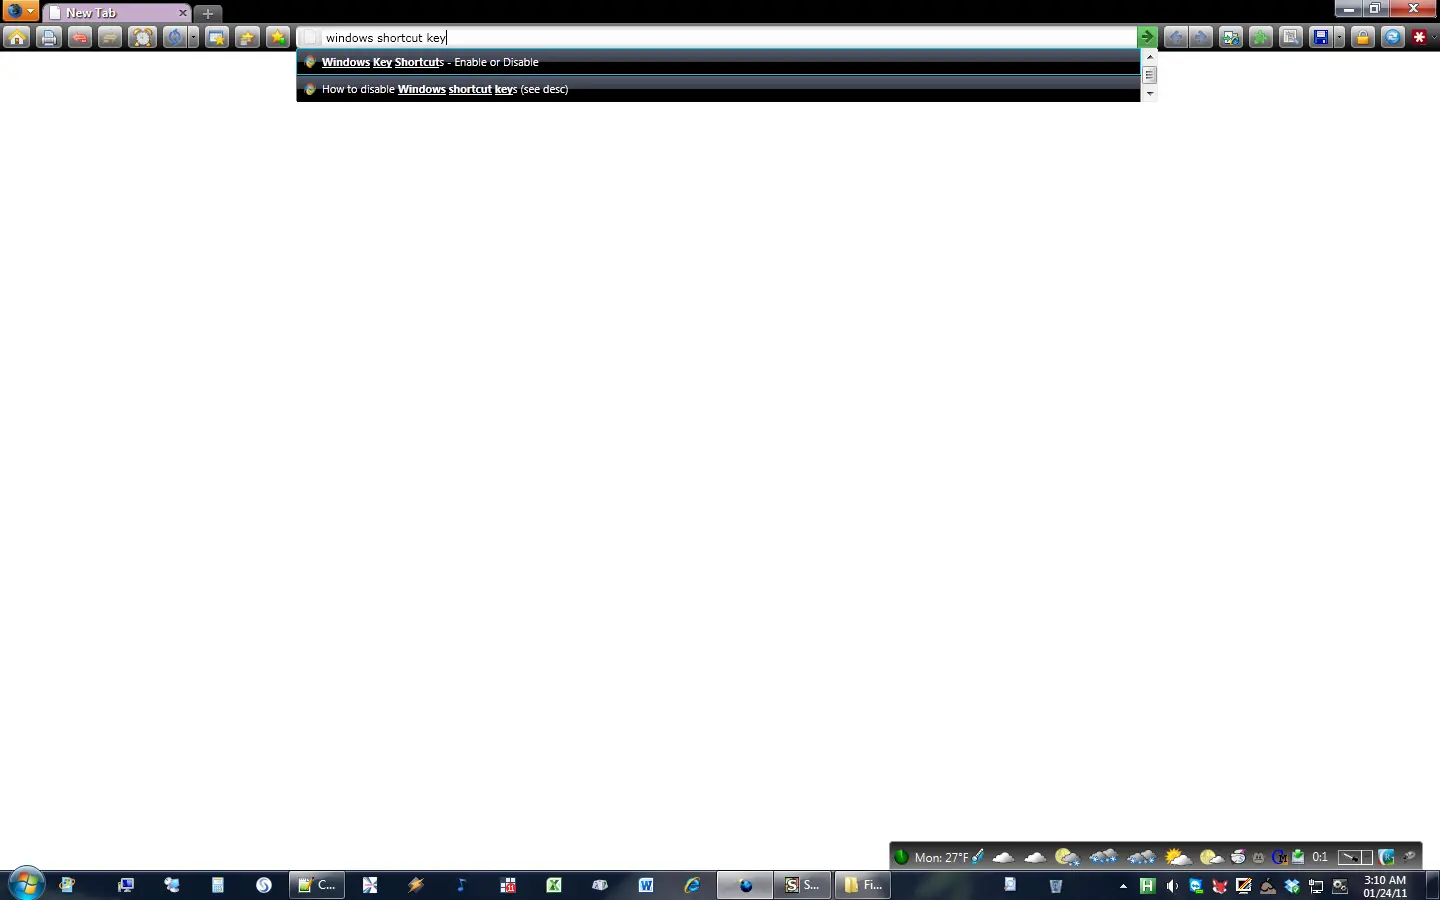 New Tab
windows shortcut key
Windows Key Shortcuts - Enable or Disable
How to disable Windows shortcut keys (see desc)
Mon: 27°F
0:1
C...
S...
Fi...
3:10 AM
01/24/11